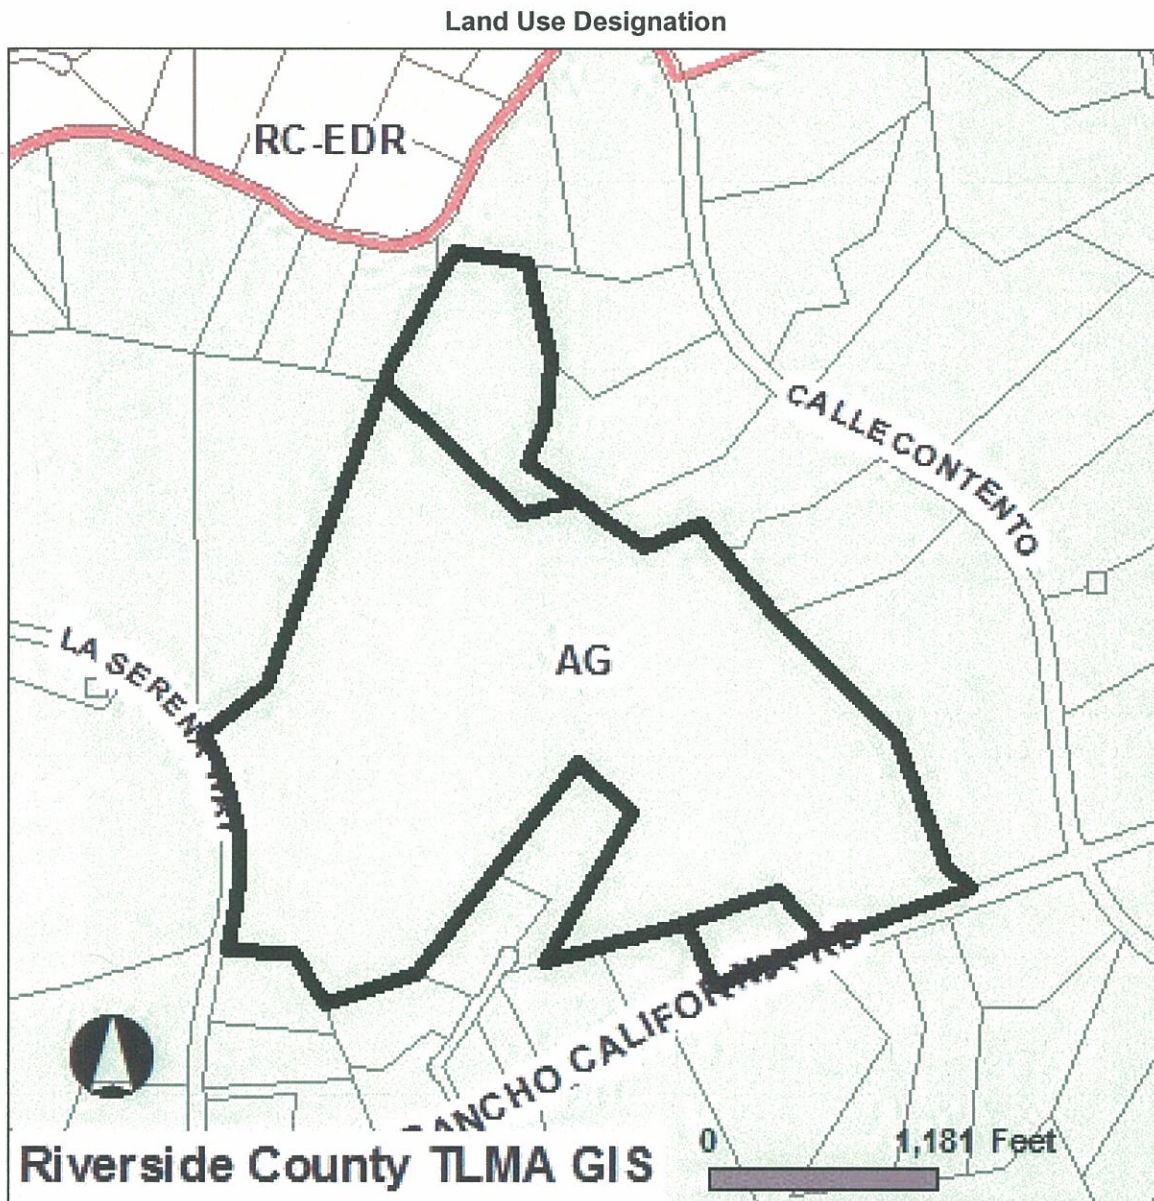 Land Use Designation
RC-EDR
CALLE CONTENTO
LA SERENA WAY
AG
RANCHO CALIFORNIA RD
0 1,181 Feet
Riverside County TLMA GIS